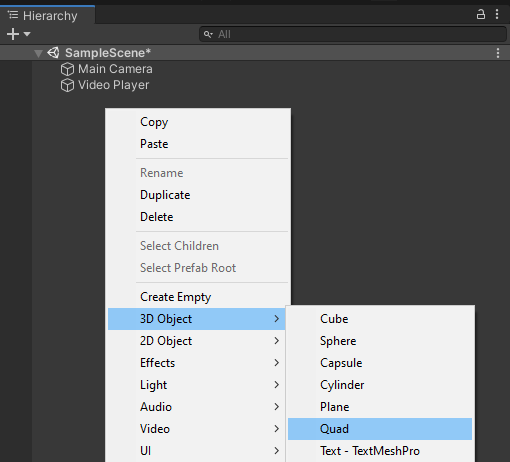 Hierarchy
All
SampleScene*
Main Camera
Video Player
Copy
Paste
Rename
Duplicate
Delete
Select Children
Select Prefab Root
Create Empty
3D Object
2D Object
Effects
Light
Audio
Video
UI
Cube
Sphere
Capsule
Cylinder
Plane
Quad
Text - TextMeshPro